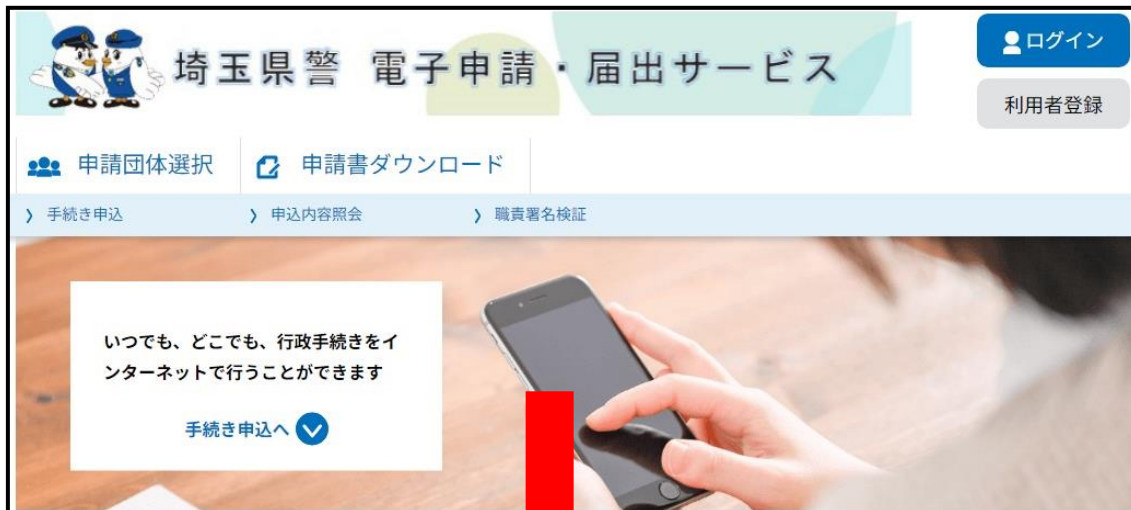 埼玉県警 電子申請・届出サービス
ログイン
利用者登録
申請団体選択
申請書ダウンロード
手続き申込
申込内容照会
職責署名検証
いつでも、どこでも、行政手続きをイ
ンターネットで行うことができます
手続き申込へ